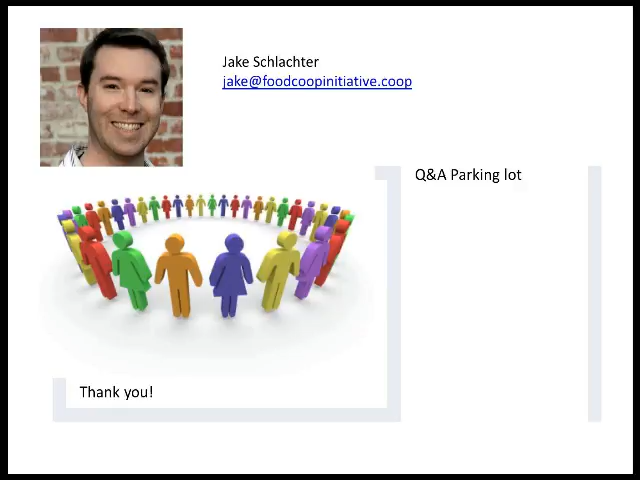 Jake Schlachter
jake@foodcoopinitiative.coop
Q&A Parking lot
Thank you!